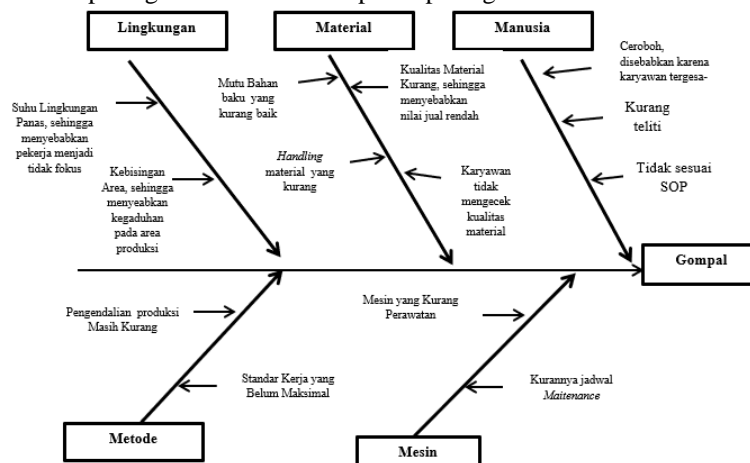 Lingkungan
Material
Manusia
Suhu Lingkungan
Panas, sehingga
menyebabkan
pekerja menjadi
tidak fokus
Kebisingan
Area, sehingga
menyeabkan
kegaduhan
pada area
produksi
Mutu Bahan
baku yang
kurang baik
Kualitas Material
Kurang, sehingga
menyebabkan
nilai jual rendah
Handling
material yang
kurang
Karyawan
tidak
mengecek
kualitas
material
Ceroboh,
disebabkan karena
karyawan tergesa-
Kurang
teliti
Tidak sesuai
SOP
Gompal
Pengendalian produksi
Masih Kurang
Standar Kerja yang
Belum Maksimal
Mesin yang Kurang
Perawatan
Kurannya jadwal
Maitenance
Metode
Mesin